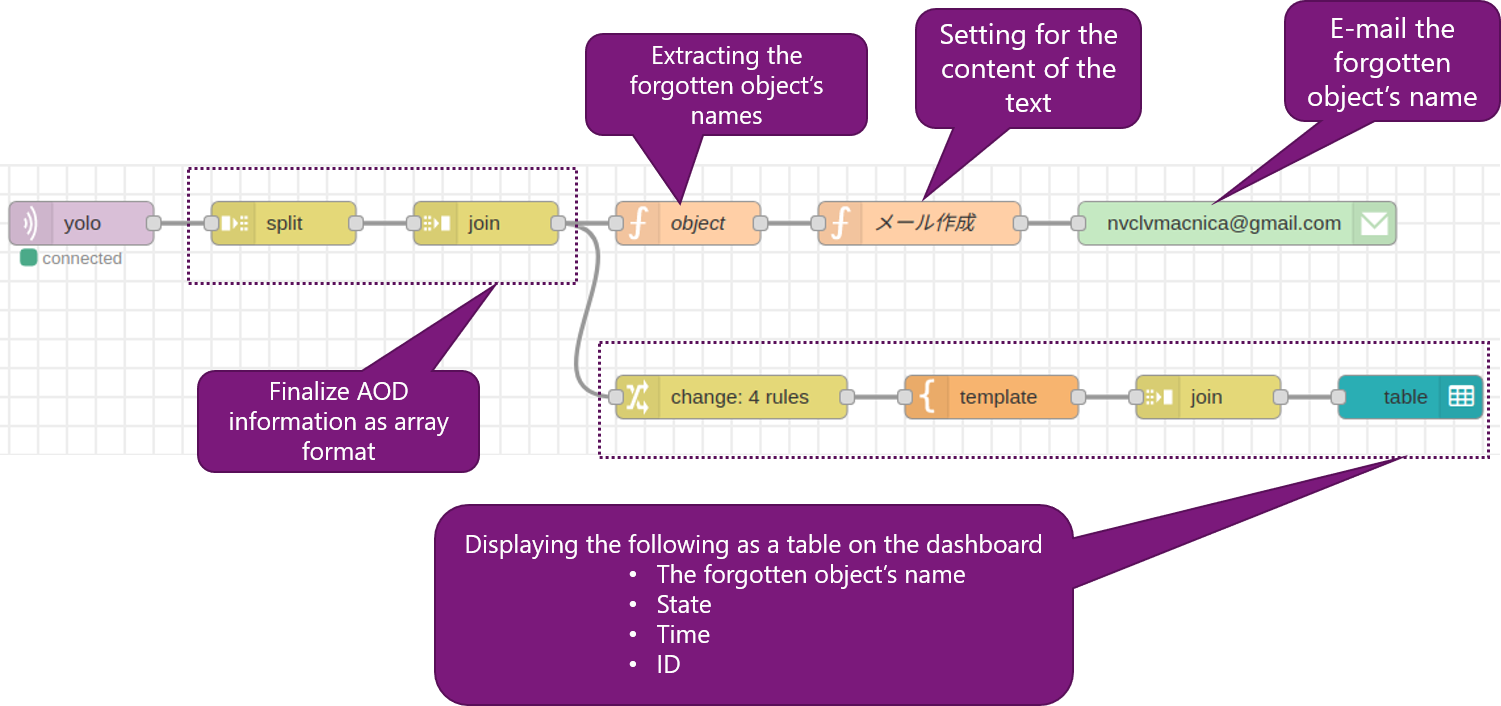 Extracting the
forgotten object’s
names
Setting for the
content of the
text
E-mail the
forgotten
object’s name
yolo
connected
split
join
object
メール作成
nvclvmacnica@gmail.com
Finalize AOD
information as array
format
change: 4 rules
template
join
table
Displaying the following as a table on the dashboard
• The forgotten object’s name
• State
• Time
• ID